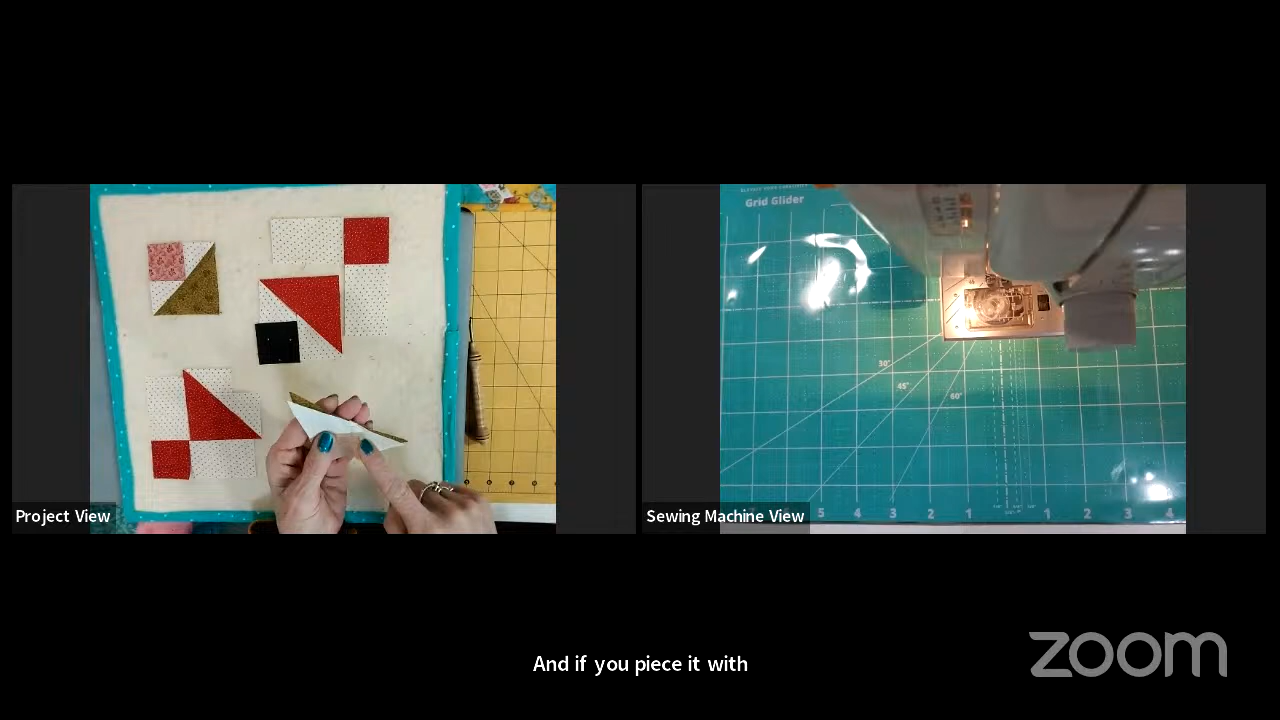 Grid Glider
30°
45°
60°
Project View
Sewing Machine View
5 4 3 2 1 1 2 3 4
And if you piece it with
zoom